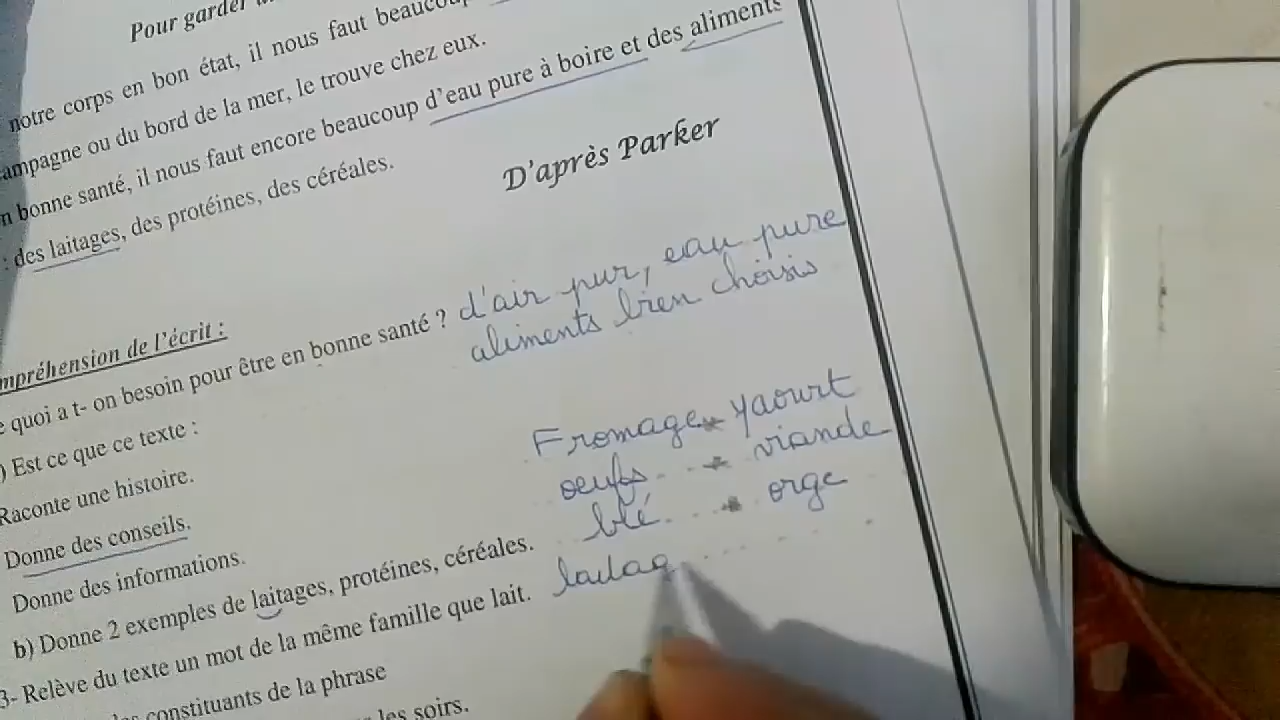 Pour garder
notre corps en bon état, il nous faut beaucoup
ampagne ou du bord de la mer, le trouve chez eux.
n bonne santé, il nous faut encore beaucoup d'eau pure à boire et des aliments
: des laitages, des protéines, des céréales.
D'après Parker
mpréhension de l'écrit :
e quoi a t- on besoin pour être en bonne santé ? d'air pur, eau pure
aliments bien choisis
) Est ce que ce texte :
Raconte une histoire.
Donne des conseils.
Donne des informations.
b) Donne 2 exemples de laitages, protéines, céréales.
Fromage * Yaourt
oeufs * viande
blé * orge
3- Relève du texte un mot de la même famille que lait. laitag
constituants de la phrase
les soirs.